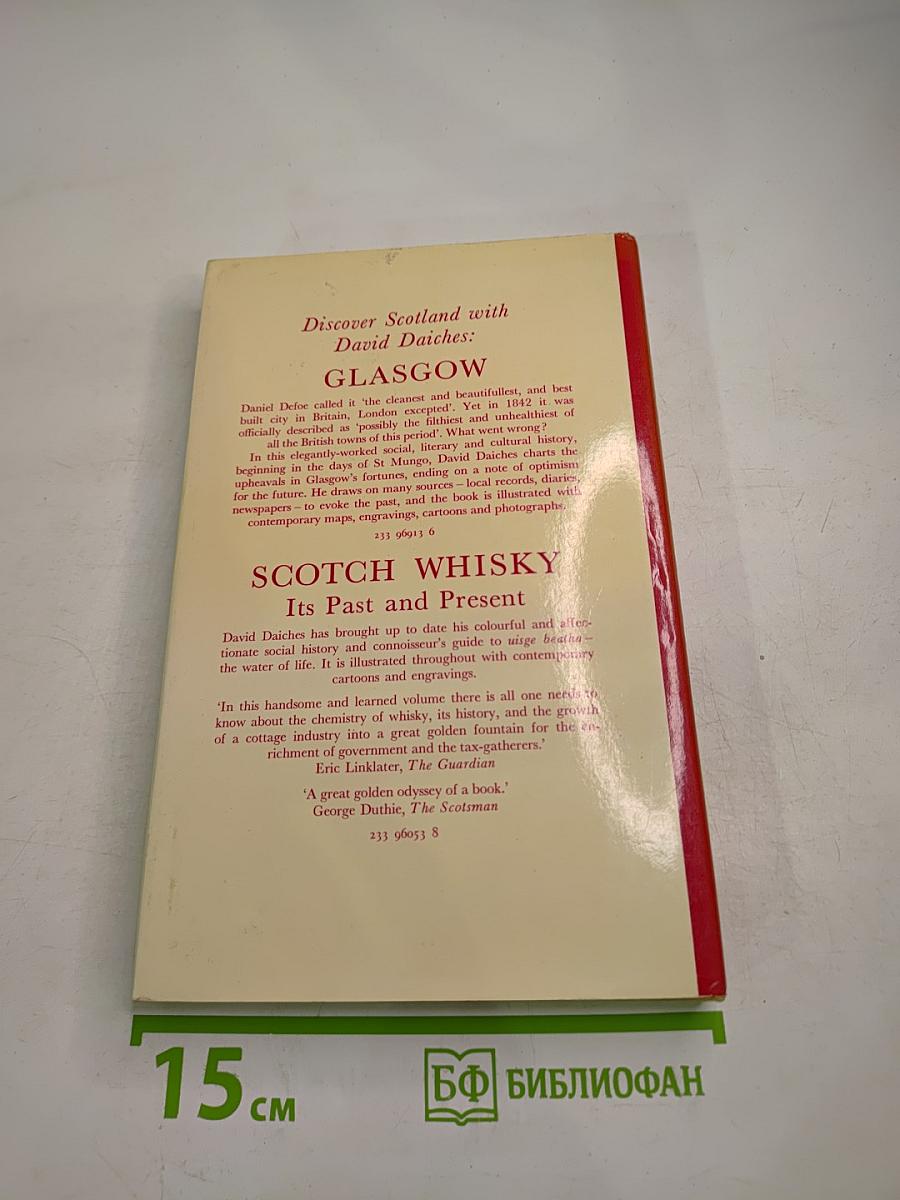 Discover Scotland with
David Daiches:
GLASGOW
Daniel Defoe called it 'the cleanest and beautifullest, and best
built city in Britain, London excepted'. Yet in 1842 it was
officially described as 'possibly the filthiest and unhealthiest of
all the British towns of this period'. What went wrong?
In this elegantly-worked social, literary and cultural history,
beginning in the days of St Mungo, David Daiches charts the
upheavals in Glasgow's fortunes, ending on a note of optimism
for the future. He draws on many sources – local records, diaries,
newspapers – to evoke the past, and the book is illustrated with
contemporary maps, engravings, cartoons and photographs.
233 96913 6
SCOTCH WHISKY
Its Past and Present
David Daiches has brought up to date his colourful and affec-
tionate social history and connoisseur's guide to uisge beatha –
the water of life. It is illustrated throughout with contemporary
cartoons and engravings.
'In this handsome and learned volume there is all one needs to
know about the chemistry of whisky, its history, and the growth
of a cottage industry into a great golden fountain for the en-
richment of government and the tax-gatherers.'
Eric Linklater, The Guardian
'A great golden odyssey of a book.'
George Duthie, The Scotsman
233 96053 8
15 см
БФ БИБЛИОФАН